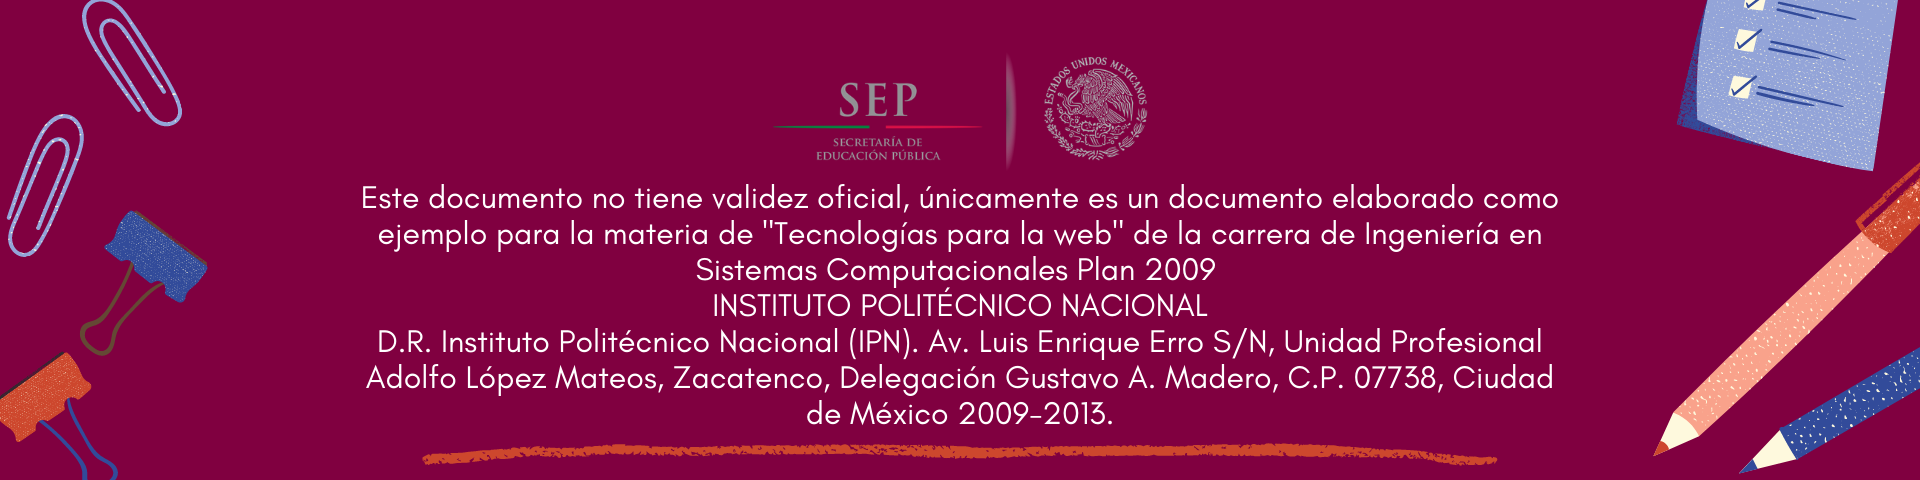 SEP
SECRETARÍA DE
EDUCACIÓN PÚBLICA
ESTADOS UNIDOS MEXICANOS
Este documento no tiene validez oficial, únicamente es un documento elaborado como
ejemplo para la materia de "Tecnologías para la web" de la carrera de Ingeniería en
Sistemas Computacionales Plan 2009
INSTITUTO POLITÉCNICO NACIONAL
D.R. Instituto Politécnico Nacional (IPN). Av. Luis Enrique Erro S/N, Unidad Profesional
Adolfo López Mateos, Zacatenco, Delegación Gustavo A. Madero, C.P. 07738, Ciudad
de México 2009-2013.